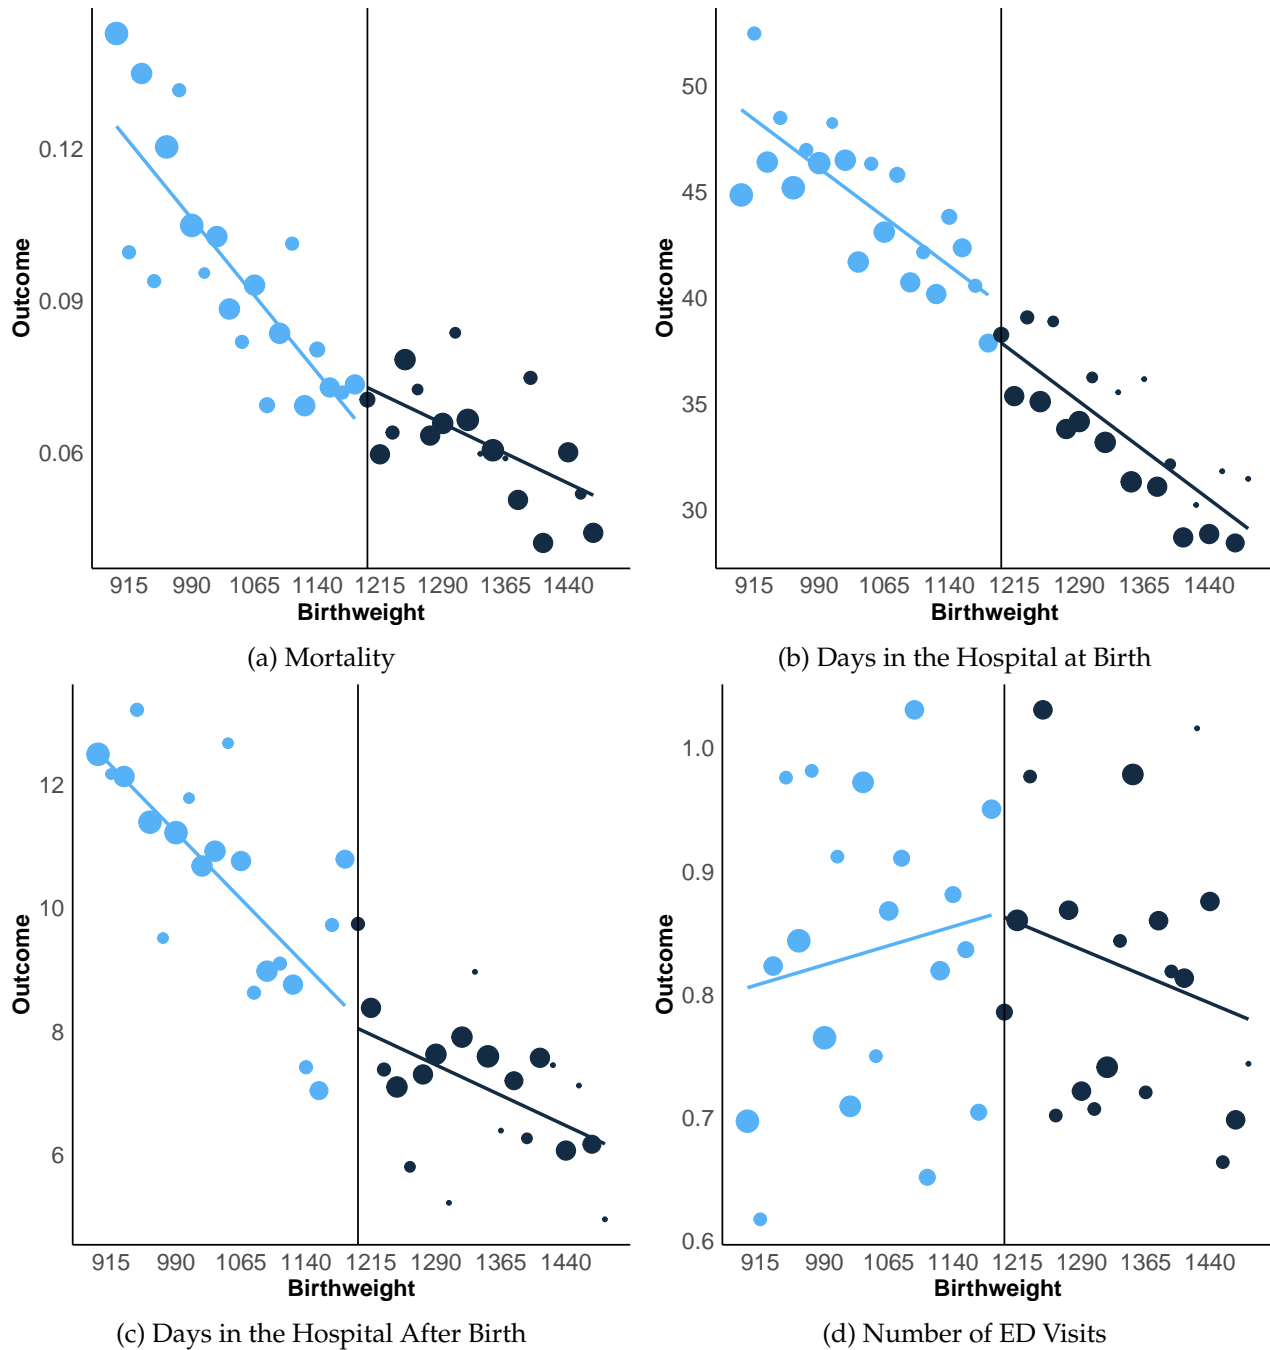 Outcome
0.12
0.09
0.06
915 990 1065 1140 1215 1290 1365 1440
Birthweight
(a) Mortality
Outcome
50
45
40
35
30
915 990 1065 1140 1215 1290 1365 1440
Birthweight
(b) Days in the Hospital at Birth
Outcome
12
10
8
6
915 990 1065 1140 1215 1290 1365 1440
Birthweight
(c) Days in the Hospital After Birth
Outcome
1.0
0.9
0.8
0.7
0.6
915 990 1065 1140 1215 1290 1365 1440
Birthweight
(d) Number of ED Visits